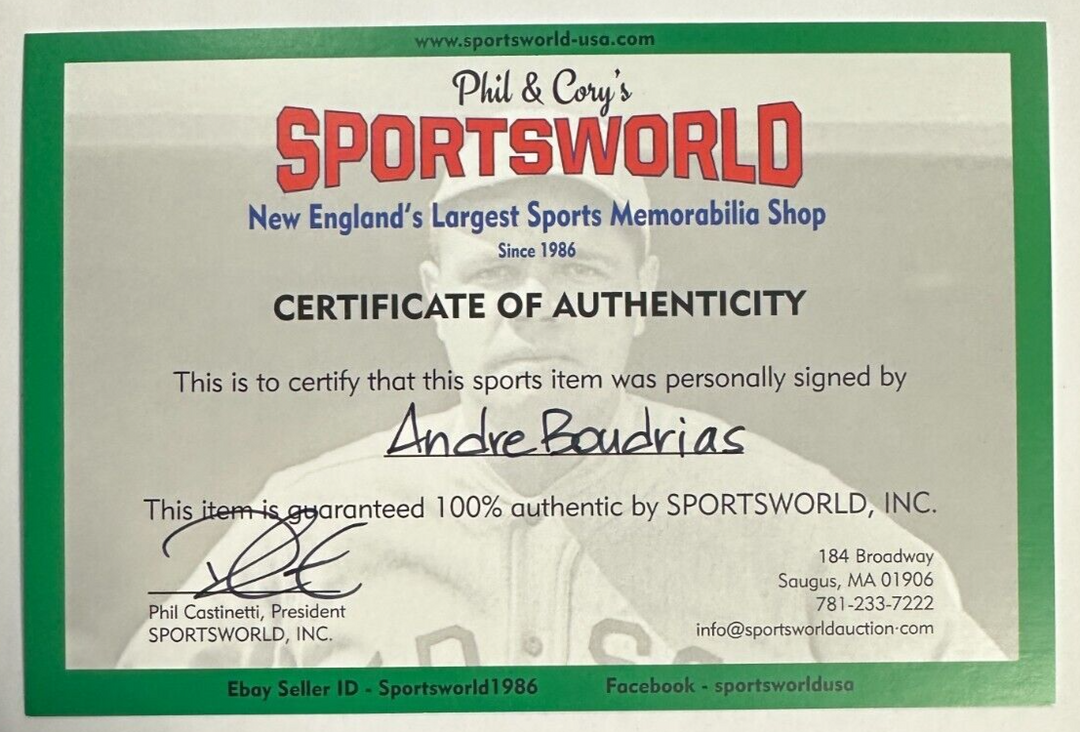 www.sportsworld-usa.com
Phil & Cory's
SPORTSWORLD
New England's Largest Sports Memorabilia Shop
Since 1986
CERTIFICATE OF AUTHENTICITY
This is to certify that this sports item was personally signed by
Andre Boudrias
This item is guaranteed 100% authentic by SPORTSWORLD, INC.
Phil Castinetti, President
SPORTSWORLD, INC.
184 Broadway
Saugus, MA 01906
781-233-7222
info@sportsworldauction·com
Ebay Seller ID - Sportsworld1986
Facebook - sportsworldusa